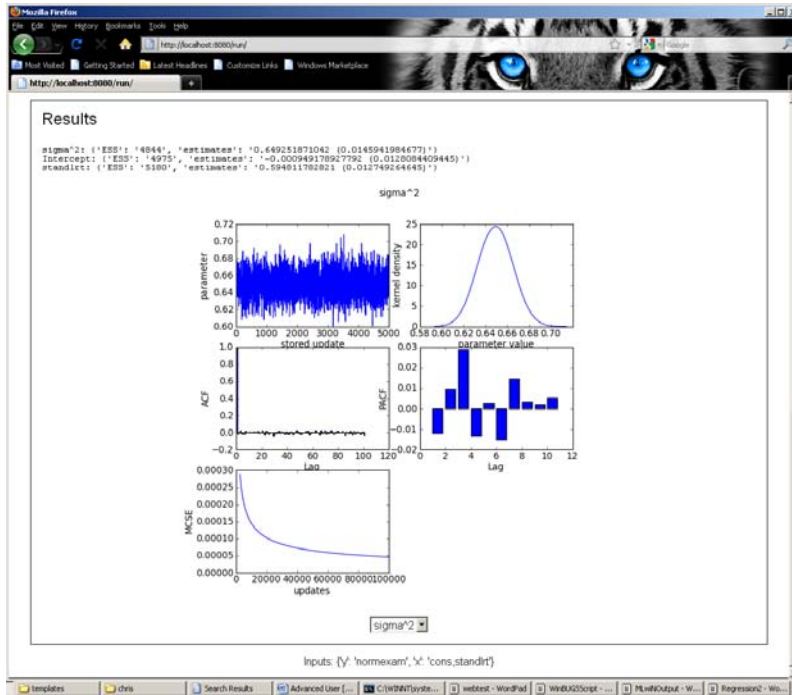 Mozilla Firefox
File Edit View History Bookmarks Tools Help
http://localhost:8080/run/
Google
Most Visited Getting Started Latest Headlines Customize Links Windows Marketplace
http://localhost:8080/run/
Results
sigma^2: {'ESS': '4844', 'estimates': '0.649251871042 (0.0145941984677)'}
Intercept: {'ESS': '4975', 'estimates': '-0.000949178927792 (0.0128084409445)'}
standlrt: {'ESS': '5180', 'estimates': '0.594811782821 (0.012749264645)'}
sigma^2
0.72
0.70
0.68
0.66
0.64
0.62
0.60
parameter
0 1000 2000 3000 4000 5000
stored update
25
20
15
10
5
0
kernel density
0.58 0.60 0.62 0.64 0.66 0.68 0.70
parameter value
1.0
0.8
0.6
0.4
0.2
0.0
−0.2
ACF
0 20 40 60 80 100 120
Lag
0.03
0.02
0.01
0.00
−0.01
−0.02
PACF
0 2 4 6 8 10 12
Lag
0.00030
0.00025
0.00020
0.00015
0.00010
0.00005
0.00000
MCSE
0 20000 40000 60000 80000 100000
updates
sigma^2
Inputs: {'y': 'normexam', 'x': 'cons,standlrt'}
templates chris Search Results Advanced User [... C:\WINNT\syste... webtest - WordPad WinBUGSScript - ... MLwiNOutput - W... Regression2 - Wo...